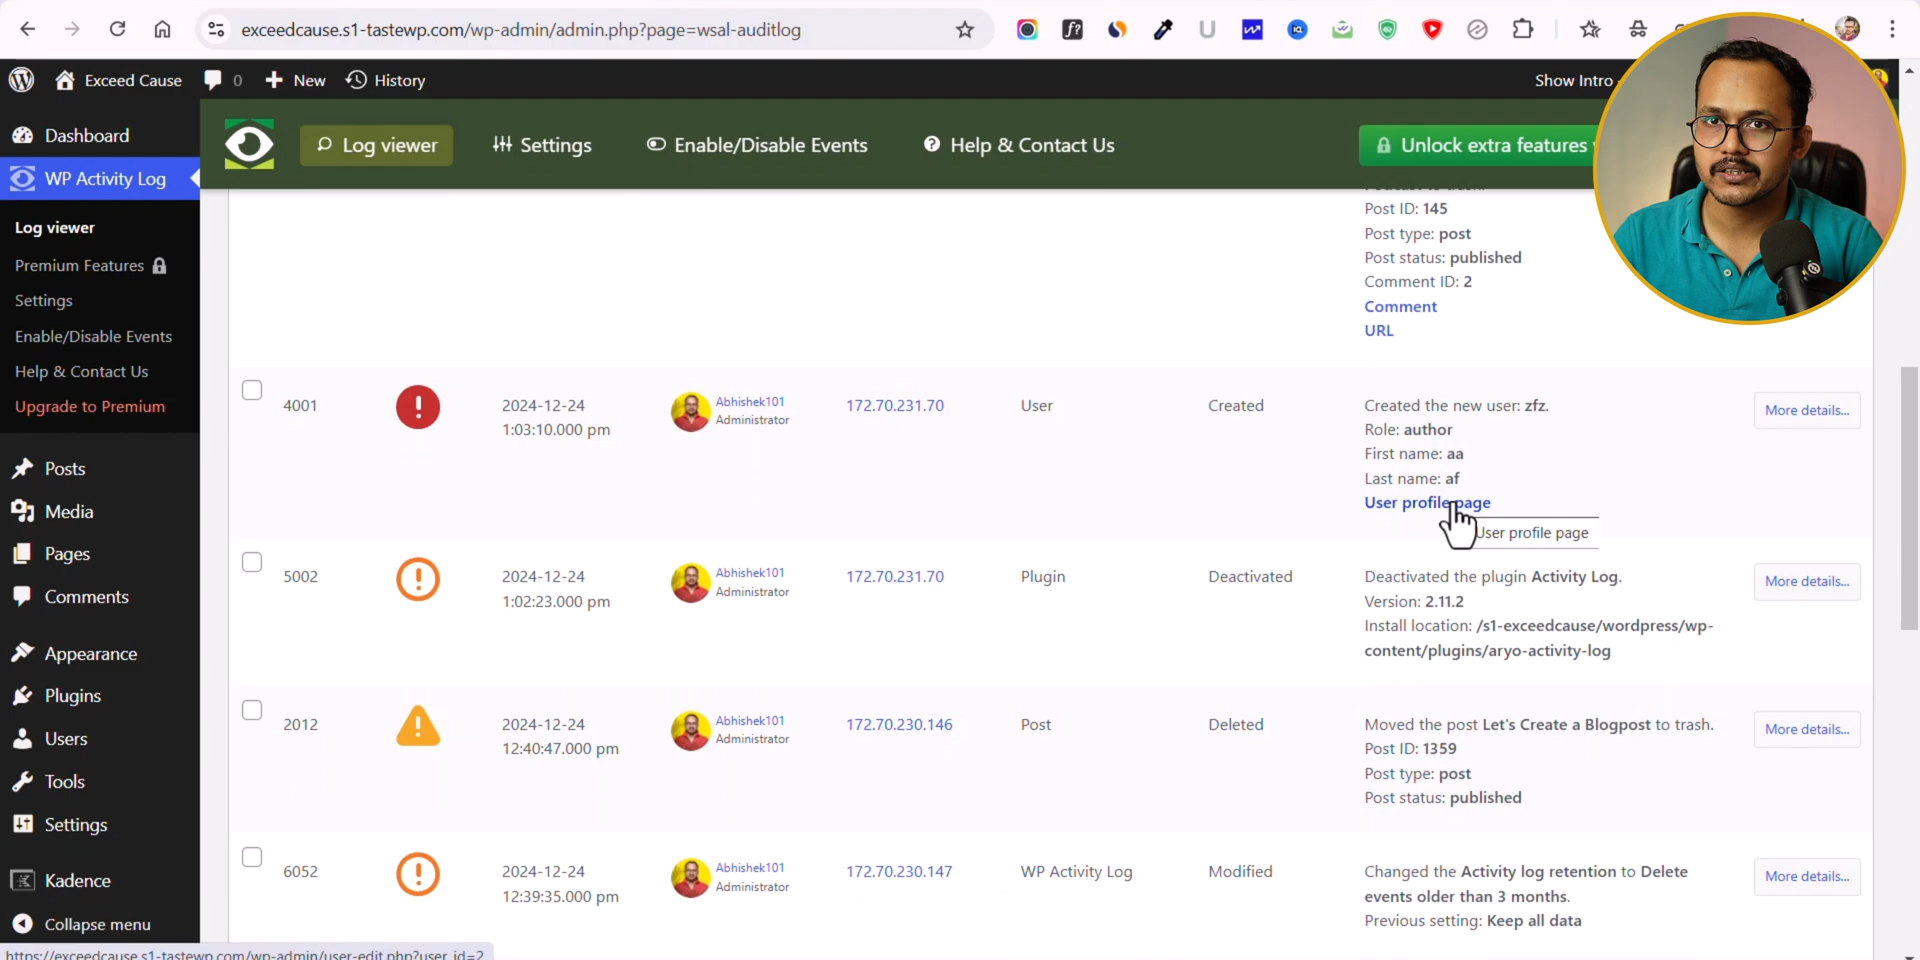 exceedcause.s1-tastewp.com/wp-admin/admin.php?page=wsal-auditlog
Exceed Cause 0 New History Show Intro
Dashboard
WP Activity Log
Log viewer
Premium Features
Settings
Enable/Disable Events
Help & Contact Us
Upgrade to Premium
Posts
Media
Pages
Comments
Appearance
Plugins
Users
Tools
Settings
Kadence
Collapse menu
Log viewer Settings Enable/Disable Events Help & Contact Us Unlock extra features
Post ID: 145
Post type: post
Post status: published
Comment ID: 2
Comment
URL
4001 2024-12-24 Abhishek101 172.70.231.70 User Created Created the new user: zfz. More details...
1:03:10.000 pm Administrator Role: author
First name: aa
Last name: af
User profile page
User profile page
5002 2024-12-24 Abhishek101 172.70.231.70 Plugin Deactivated Deactivated the plugin Activity Log. More details...
1:02:23.000 pm Administrator Version: 2.11.2
Install location: /s1-exceedcause/wordpress/wp-
content/plugins/aryo-activity-log
2012 2024-12-24 Abhishek101 172.70.230.146 Post Deleted Moved the post Let's Create a Blogpost to trash. More details...
12:40:47.000 pm Administrator Post ID: 1359
Post type: post
Post status: published
6052 2024-12-24 Abhishek101 172.70.230.147 WP Activity Log Modified Changed the Activity log retention to Delete More details...
12:39:35.000 pm Administrator events older than 3 months.
Previous setting: Keep all data
https://exceedcause.s1-tastewp.com/wp-admin/user-edit.php?user_id=2